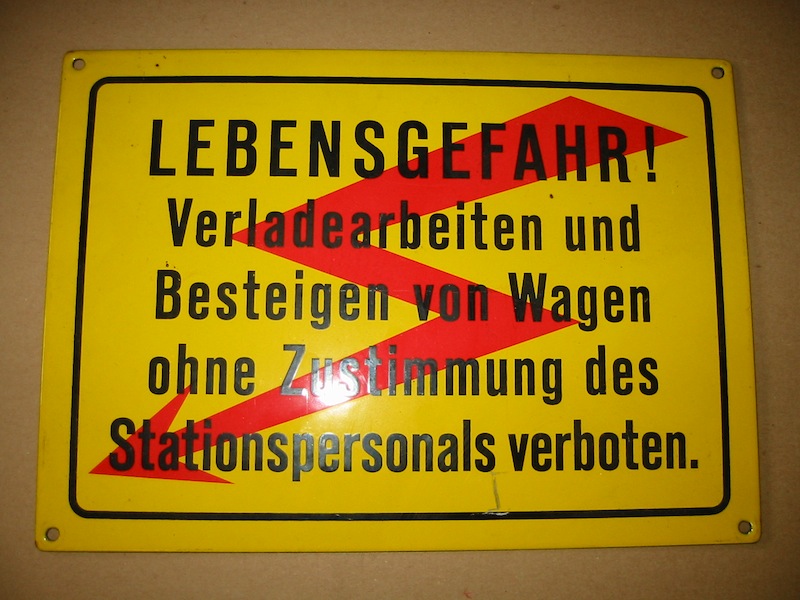 LEBENSGEFAHR!
Verladearbeiten und
Besteigen von Wagen
ohne Zustimmung des
Stationspersonals verboten.